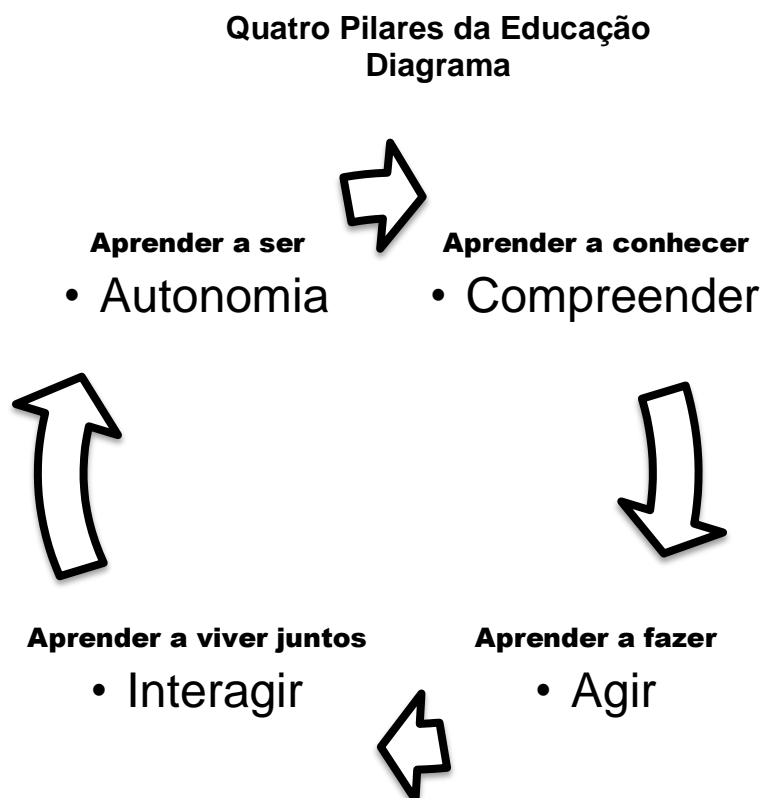 Quatro Pilares da Educação
Diagrama
Aprender a ser
• Autonomia
Aprender a conhecer
• Compreender
Aprender a viver juntos
• Interagir
Aprender a fazer
• Agir